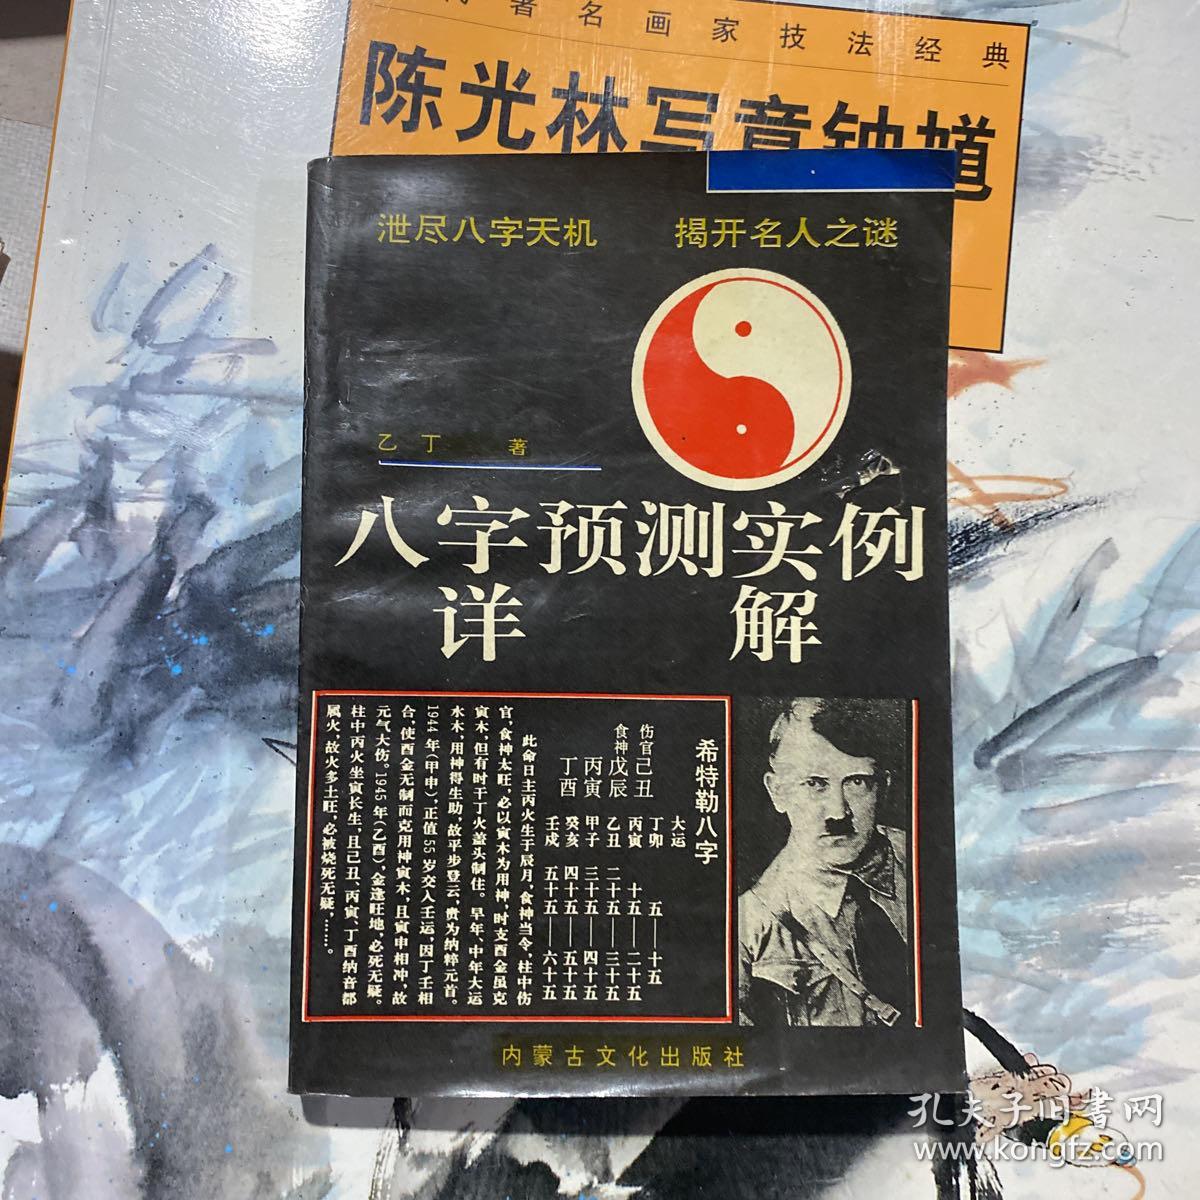 著名画家技法经典
陈光林写意钟馗
泄尽八字天机 揭开名人之谜
乙丁 著
八字预测实例
详解
希特勒八字
大运
伤官己丑 丁卯 五——十五
丙寅 十五——二十五
食神戊辰 乙丑 二十五——三十五
丙寅 甲子 三十五——四十五
丁酉 癸亥 四十五——五十五
壬戌 五十五——六十五
此命日主丙火生于辰月，食神当令，柱中伤
官，食神太旺，必以寅木为用神，时支酉金虽克
寅木，但有时干丁火盖头制住。早年、中年大运
水木，用神得生助，故平步登云，贵为纳粹元首。
1944年（甲申），正值55岁交入壬运，因丁壬相
合，使酉金无制而克用神寅木，且寅申相冲，故
元气大伤。1945年（乙酉），金逢旺地，必死无疑。
柱中丙火坐寅长生，且己丑、丙寅、丁酉纳音都
属火，故火多土旺，必被烧死无疑，……。
内蒙古文化出版社
孔夫子旧书网
www.kongfz.com